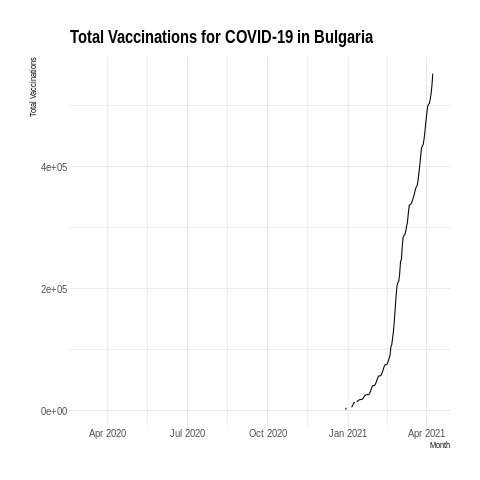 Total Vaccinations for COVID-19 in Bulgaria
Total Vaccinations
4e+05
2e+05
0e+00
Apr 2020 Jul 2020 Oct 2020 Jan 2021 Apr 2021
Month